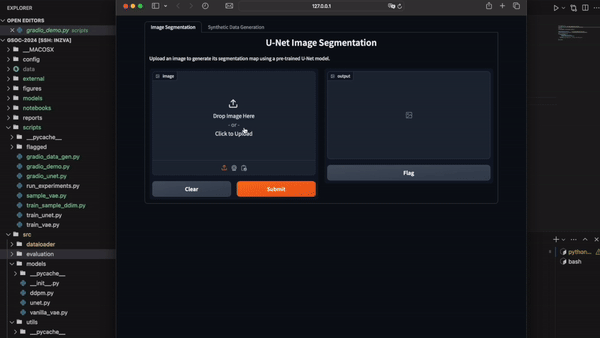 EXPLORER
OPEN EDITORS
gradio_demo.py scripts
GSOC-2024 [SSH: INZVA]
__MACOSX
config
data
external
figures
models
notebooks
reports
scripts
__pycache__
flagged
gradio_data_gen.py
gradio_demo.py
gradio_unet.py
run_experiments.py
sample_vae.py
train_sample_ddim.py
train_unet.py
train_vae.py
src
dataloader
evaluation
models
__pycache__
__init__.py
ddpm.py
unet.py
vanilla_vae.py
utils
__pycache__
127.0.0.1
Image Segmentation
Synthetic Data Generation
U-Net Image Segmentation
Upload an image to generate its segmentation map using a pre-trained U-Net model.
image
Drop Image Here
- or -
Click to Upload
Clear
Submit
output
Flag
python...
bash